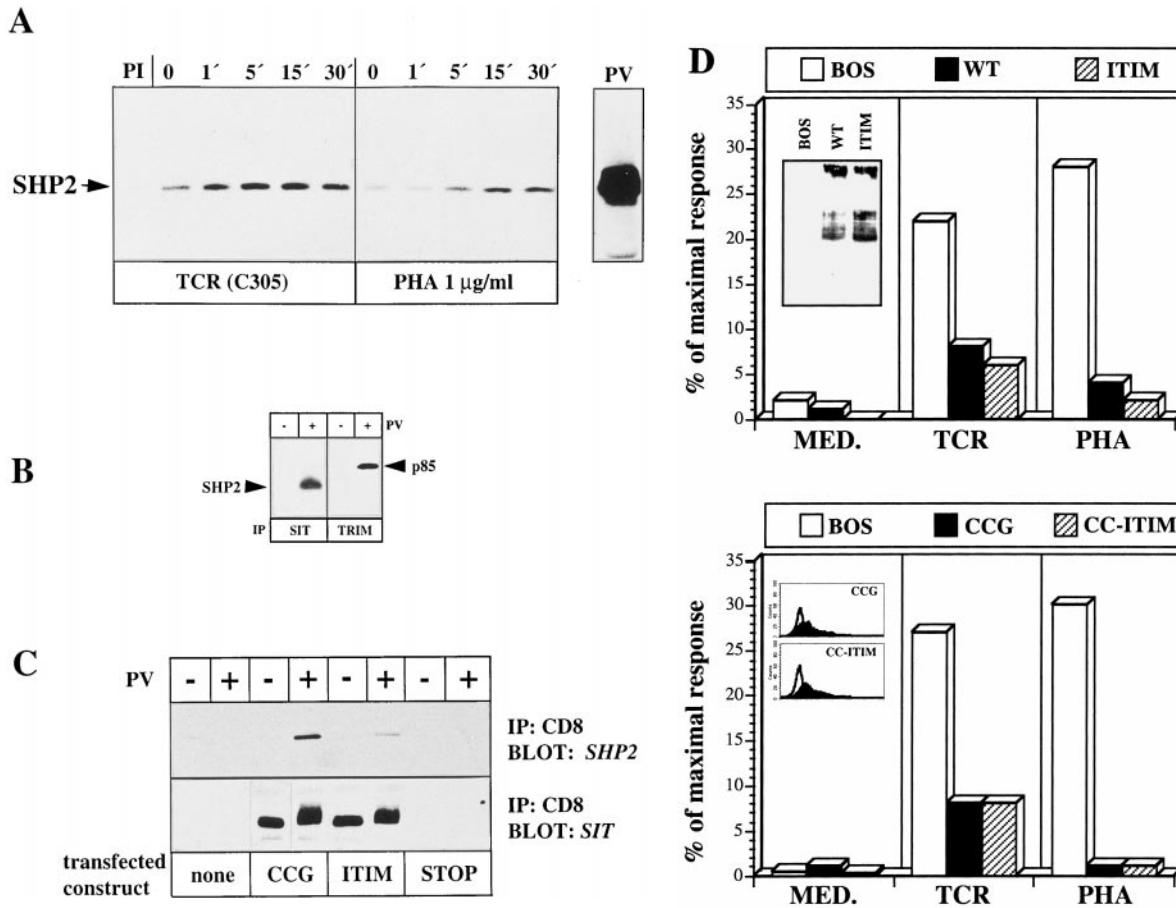 A
PI 0 1´ 5´ 15´ 30´ 0 1´ 5´ 15´ 30´ PV
SHP2
TCR (C305) PHA 1 µg/ml
B
- + - + PV
SHP2
p85
IP SIT TRIM
C
PV - + - + - + - +
IP: CD8
BLOT: SHP2
IP: CD8
BLOT: SIT
transfected
construct
none CCG ITIM STOP
D
BOS WT ITIM
% of maximal response
35
30
25
20
15
10
5
0
BOS WT ITIM
MED. TCR PHA
BOS CCG CC-ITIM
% of maximal response
35
30
25
20
15
10
5
0
CCG
Counts
CC-ITIM
Counts
MED. TCR PHA